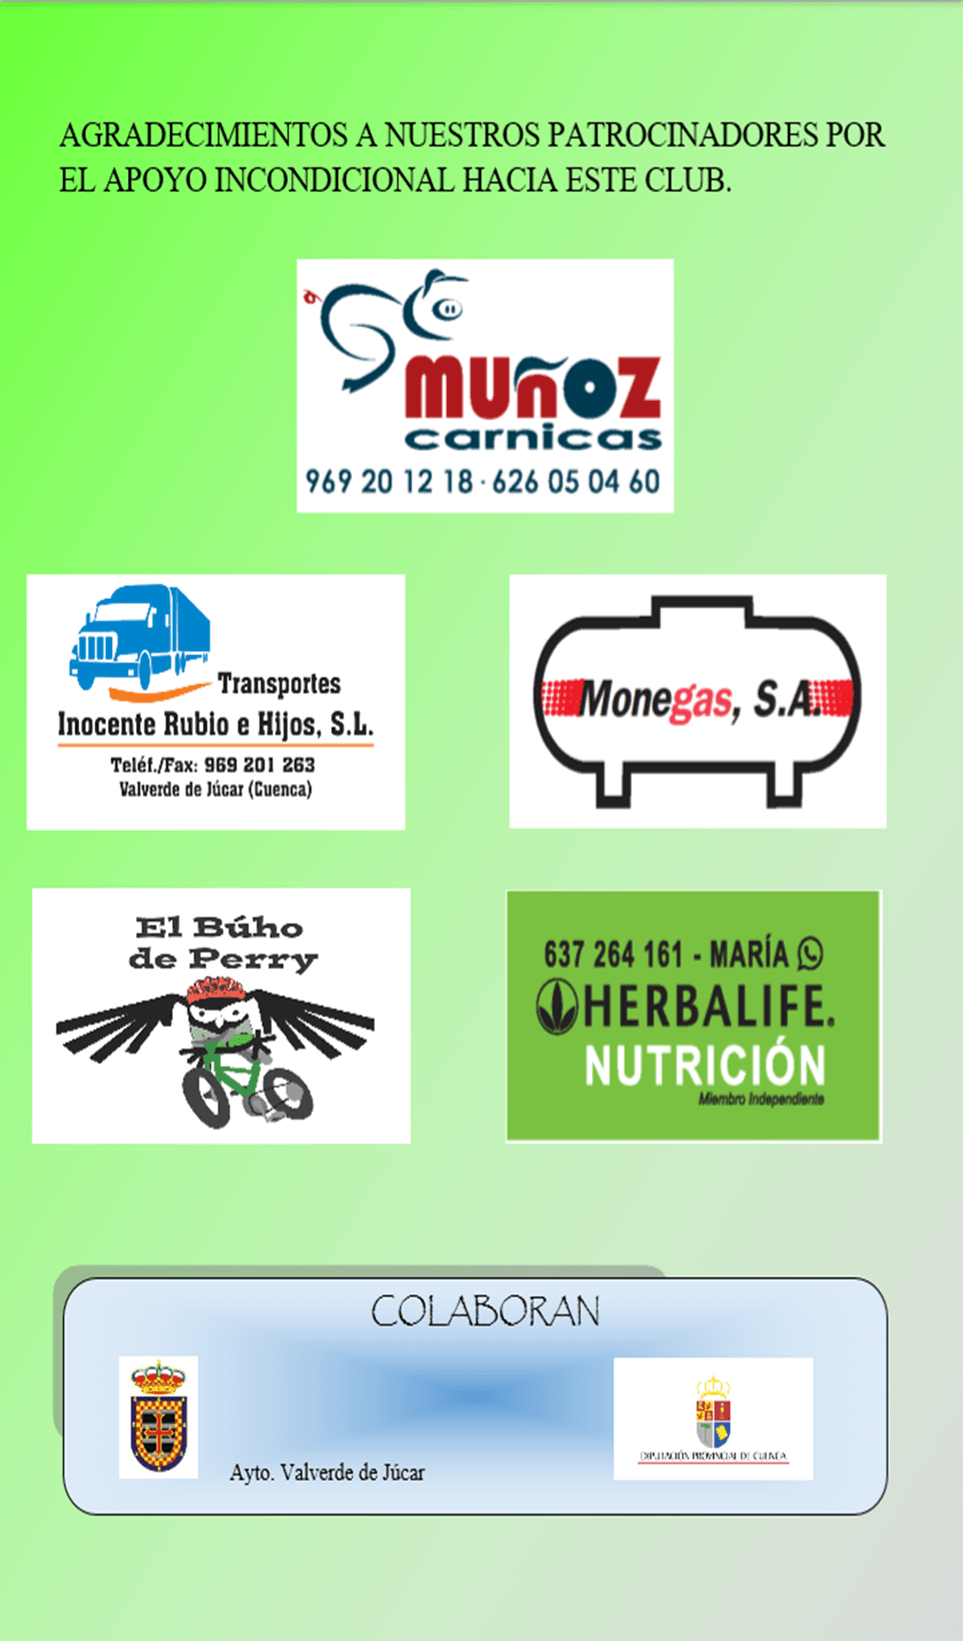 AGRADECIMIENTOS A NUESTROS PATROCINADORES POR
EL APOYO INCONDICIONAL HACIA ESTE CLUB.
MUÑOZ
carnicas
969 20 12 18 · 626 05 04 60
Transportes
Inocente Rubio e Hijos, S.L.
Teléf./Fax: 969 201 263
Valverde de Júcar (Cuenca)
Monegas, S.A.
El Búho
de Perry
637 264 161 - MARÍA
HERBALIFE.
NUTRICIÓN
Miembro Independiente
COLABORAN
Ayto. Valverde de Júcar
DIPUTACIÓN PROVINCIAL DE CUENCA